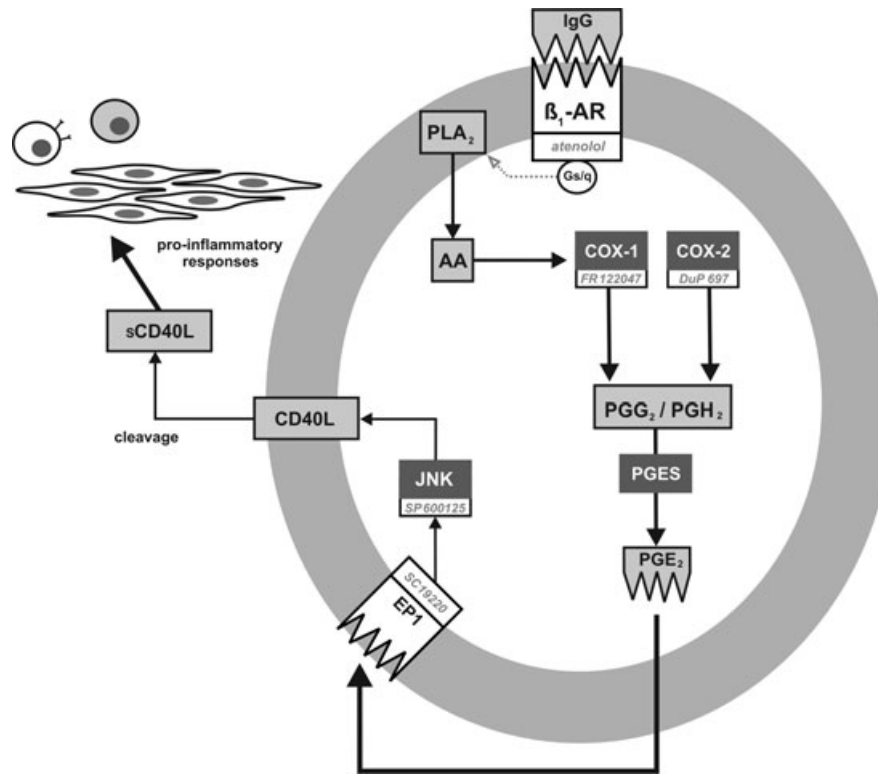 IgG
ß₁-AR
atenolol
Gs/q
PLA₂
AA
COX-1
FR122047
COX-2
DuP 697
pro-inflammatory
responses
sCD40L
CD40L
cleavage
PGG₂ / PGH₂
JNK
SP600125
PGES
PGE₂
SC19220
EP1